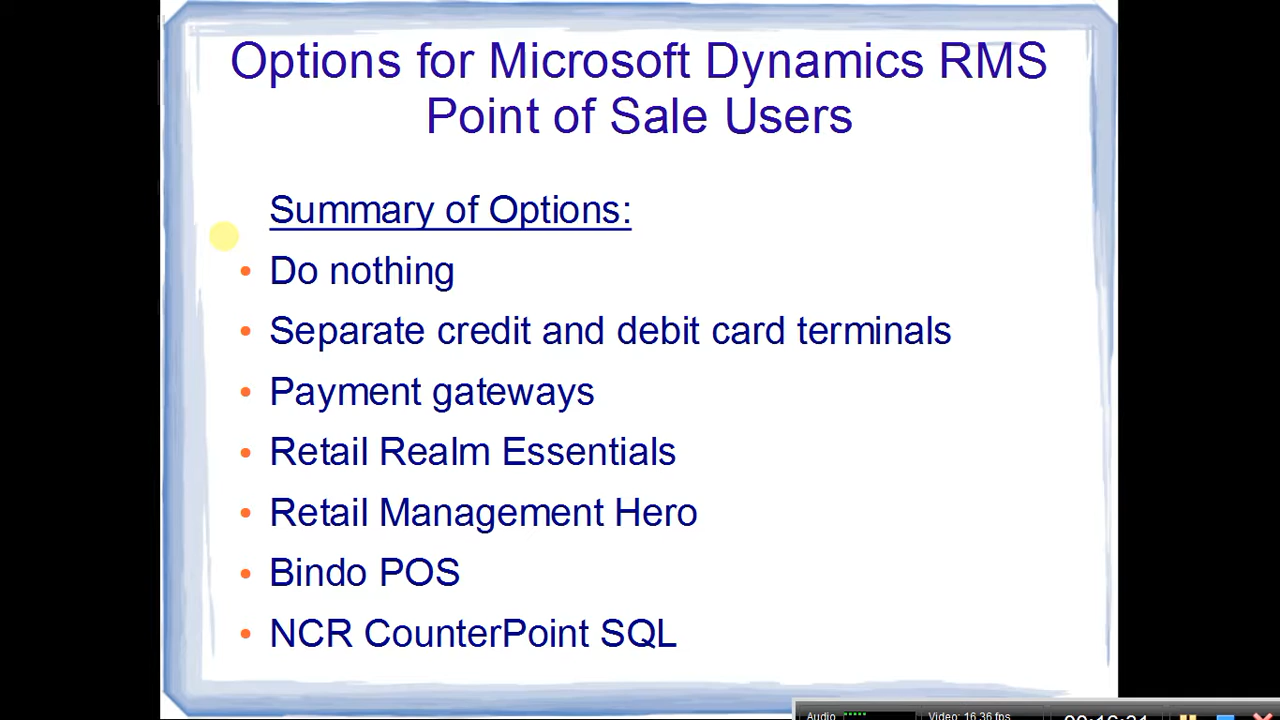 Options for Microsoft Dynamics RMS
Point of Sale Users
Summary of Options:
• Do nothing
• Separate credit and debit card terminals
• Payment gateways
• Retail Realm Essentials
• Retail Management Hero
• Bindo POS
• NCR CounterPoint SQL
Audio Video: 16.36 fps